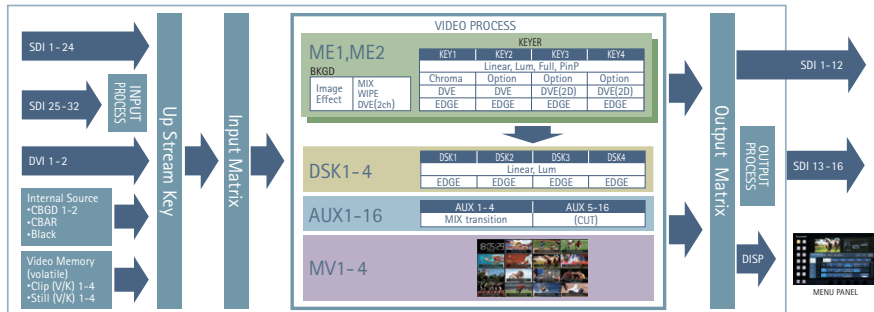 SDI 1-24
SDI 25-32
INPUT
PROCESS
DVI 1-2
Internal Source
•CBGD 1-2
•CBAR
•Black
Video Memory
(volatile)
•Clip (V/K) 1-4
•Still (V/K) 1-4
Up Stream Key
Input Matrix
VIDEO PROCESS
ME1,ME2
BKGD
Image
Effect
MIX
WIPE
DVE(2ch)
KEYER
KEY1 KEY2 KEY3 KEY4
Linear, Lum, Full, PinP
Chroma Option Option Option
DVE DVE DVE(2D) DVE(2D)
EDGE EDGE EDGE EDGE
DSK1-4
DSK1 DSK2 DSK3 DSK4
Linear, Lum
EDGE EDGE EDGE EDGE
AUX1-16
AUX 1-4 AUX 5-16
MIX transition (CUT)
MV1-4
18:05:29
Output Matrix
OUTPUT
PROCESS
SDI 1-12
SDI 13-16
DISP
MENU PANEL